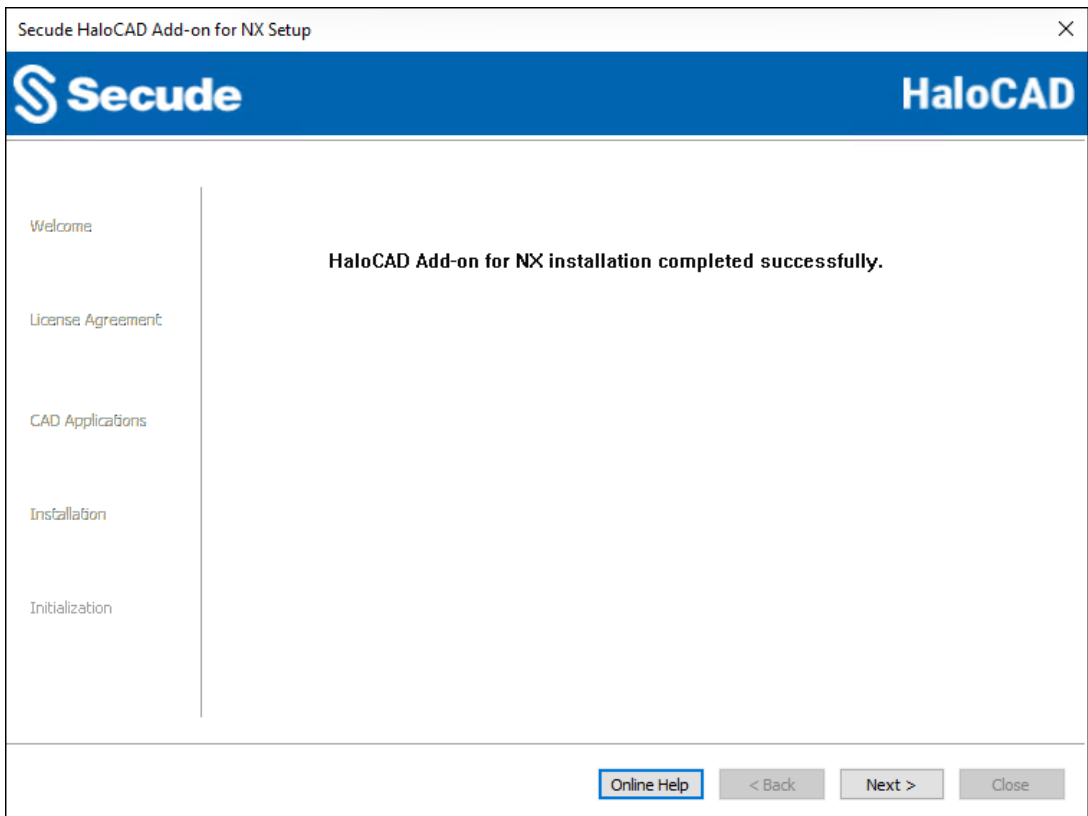 Secude HaloCAD Add-on for NX Setup
Secude
HaloCAD
Welcome
HaloCAD Add-on for NX installation completed successfully.
License Agreement
CAD Applications
Installation
Initialization
Online Help
< Back
Next >
Close